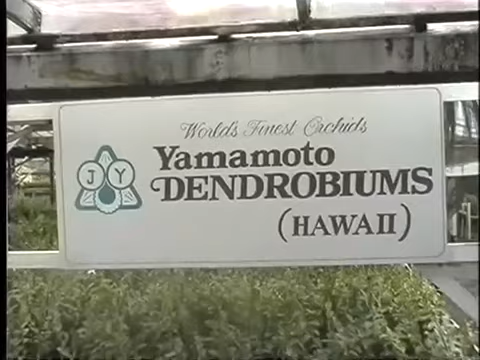 World's Finest Orchids
J Y
Yamamoto
DENDROBIUMS
(HAWAII)